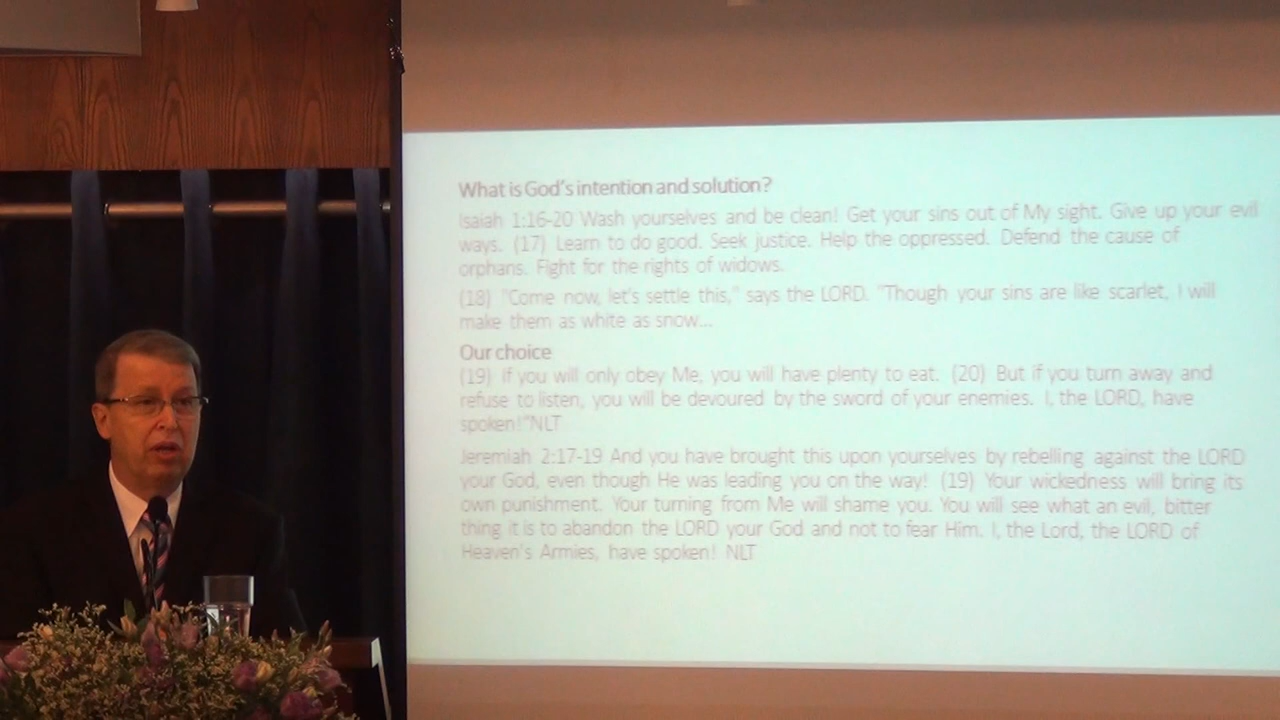 What is God's intention and solution?
Isaiah 1:16-20 Wash yourselves and be clean! Get your sins out of My sight. Give up your evil
ways. (17) Learn to do good. Seek justice. Help the oppressed. Defend the cause of
orphans. Fight for the rights of widows.
(18) "Come now, let's settle this," says the LORD. "Though your sins are like scarlet, I will
make them as white as snow...
Our choice
(19) If you will only obey Me, you will have plenty to eat. (20) But if you turn away and
refuse to listen, you will be devoured by the sword of your enemies. I, the LORD, have
spoken!"NLT
Jeremiah 2:17-19 And you have brought this upon yourselves by rebelling against the LORD
your God, even though He was leading you on the way! (19) Your wickedness will bring its
own punishment. Your turning from Me will shame you. You will see what an evil, bitter
thing it is to abandon the LORD your God and not to fear Him. I, the Lord, the LORD of
Heaven's Armies, have spoken! NLT